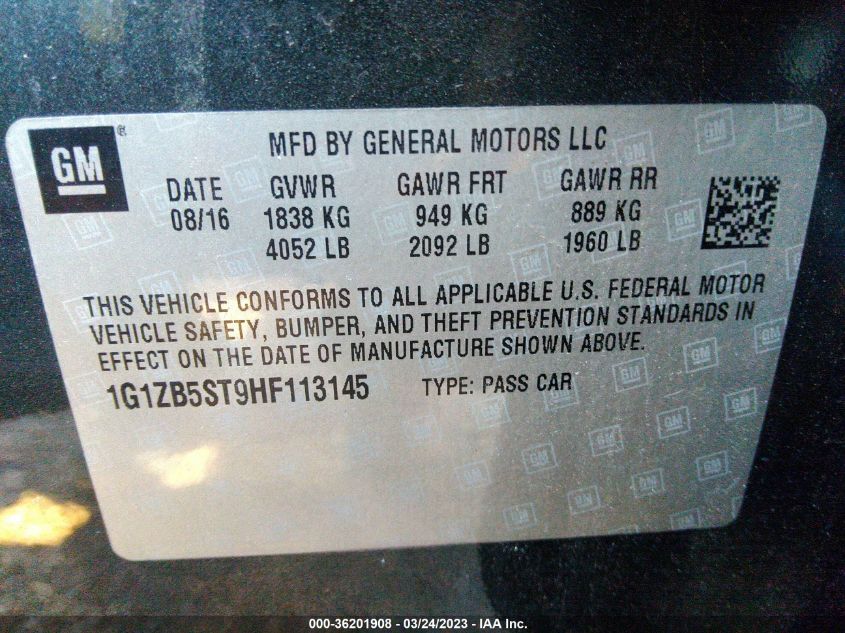 GM
MFD BY GENERAL MOTORS LLC
DATE GVWR GAWR FRT GAWR RR
08/16 1838 KG 949 KG 889 KG
4052 LB 2092 LB 1960 LB
THIS VEHICLE CONFORMS TO ALL APPLICABLE U.S. FEDERAL MOTOR
VEHICLE SAFETY, BUMPER, AND THEFT PREVENTION STANDARDS IN
EFFECT ON THE DATE OF MANUFACTURE SHOWN ABOVE.
1G1ZB5ST9HF113145 TYPE: PASS CAR
000-36201908 - 03/24/2023 - IAA Inc.